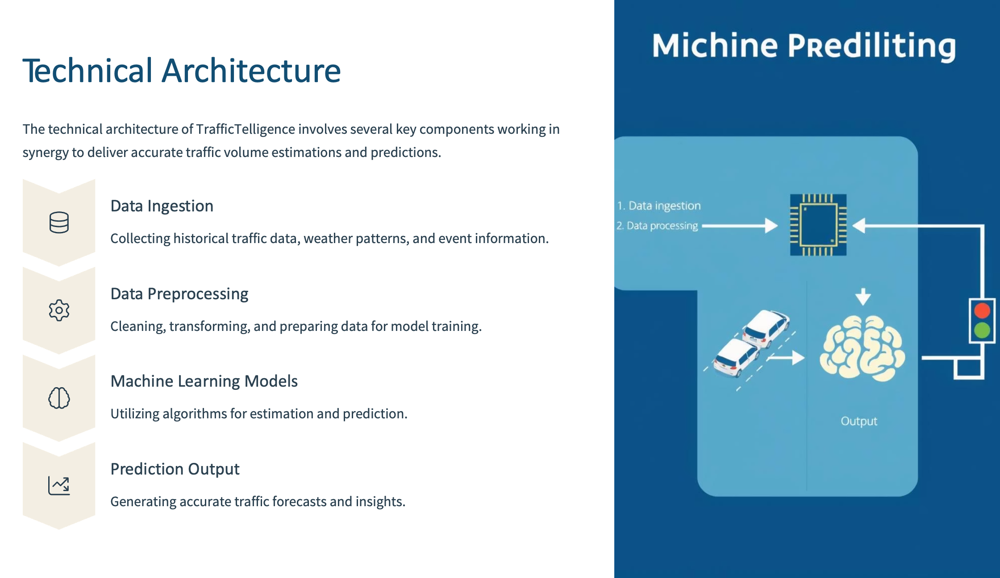 Technical Architecture
The technical architecture of TrafficTelligence involves several key components working in
synergy to deliver accurate traffic volume estimations and predictions.
Data Ingestion
Collecting historical traffic data, weather patterns, and event information.
Data Preprocessing
Cleaning, transforming, and preparing data for model training.
Machine Learning Models
Utilizing algorithms for estimation and prediction.
Prediction Output
Generating accurate traffic forecasts and insights.
Michine PRediliting
1. Data ingestion
2. Data processing
Output